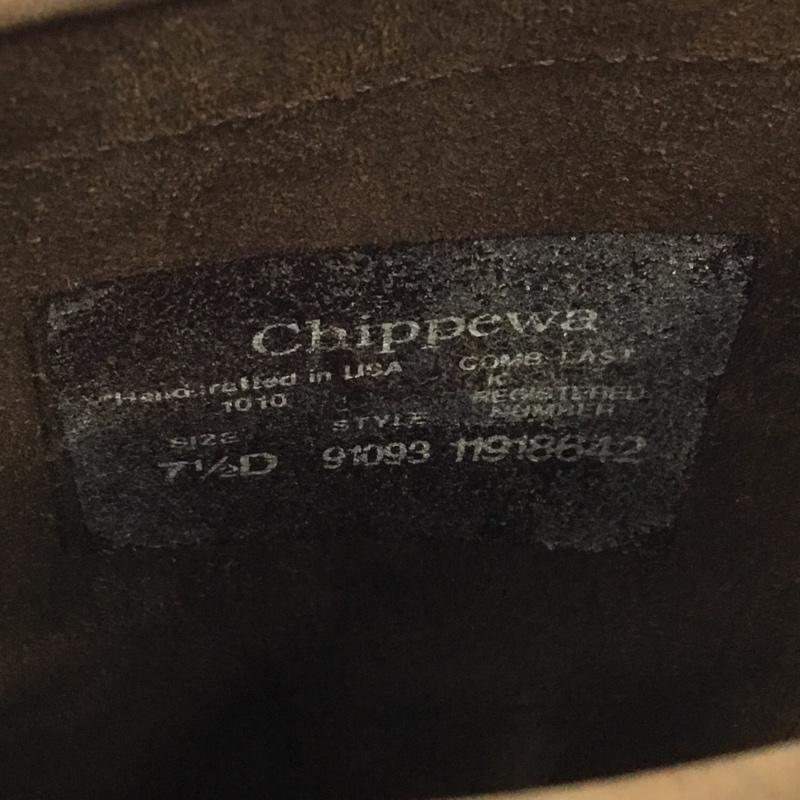 Chippewa
"Handcrafted in USA COMB. LAST
1010 REGISTERED
NUMBER
SIZE STYLE
7½D 91093 11918642